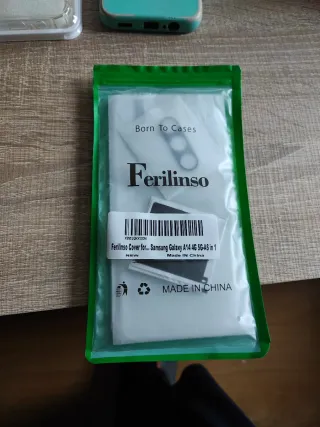 Born To Cases
Ferilinso
Ferilinso Cover for... Samsung Galaxy A14 4G 5G-A5 in 1
New Made In China
MADE IN CHINA